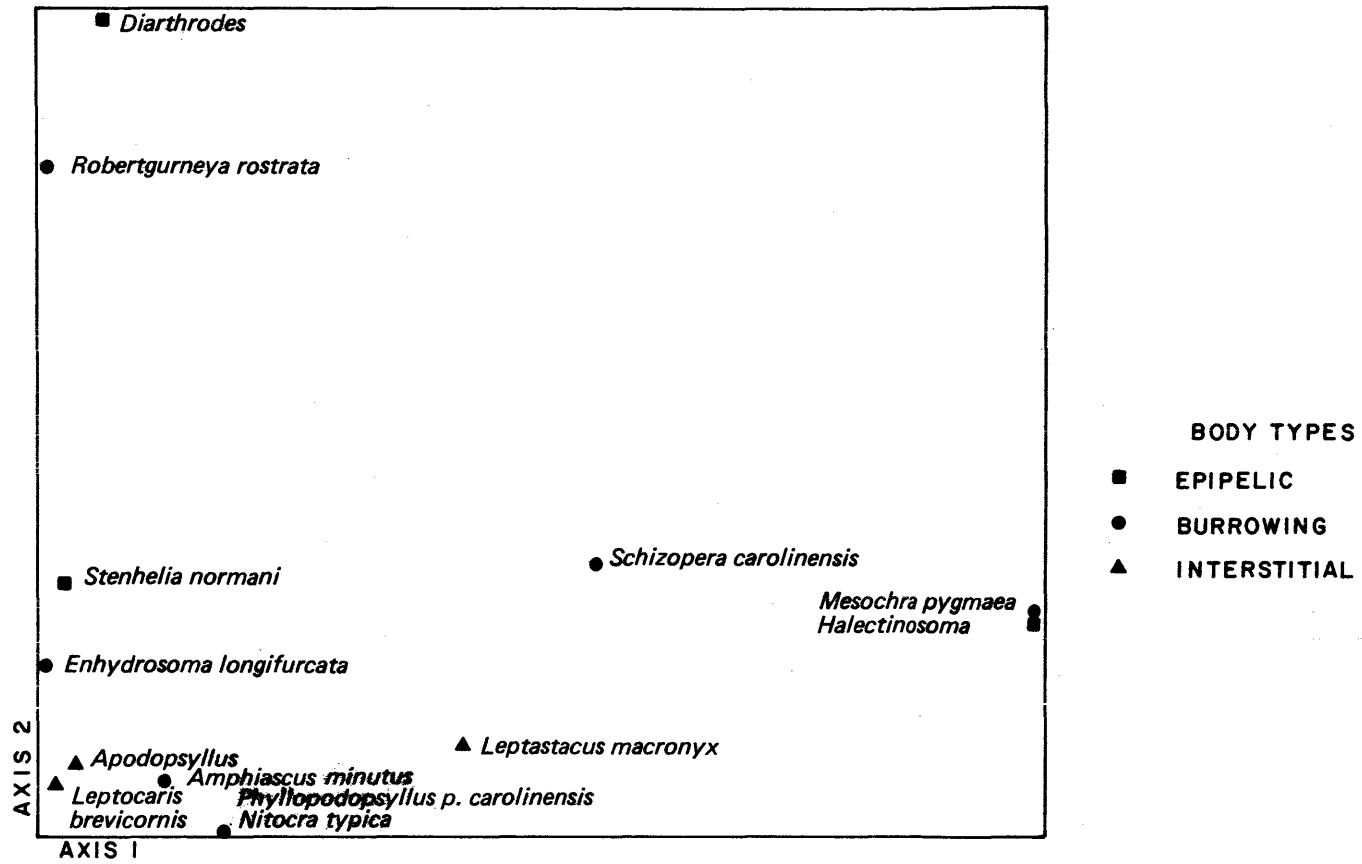 Diarthrodes
Robertgurneya rostrata
Schizopera carolinensis
Stenhelia normani
Mesochra pygmaea
Halectinosoma
Enhydrosoma longifurcata
Leptastacus macronyx
Apodopsyllus
Amphiascus minutus
Leptocaris
brevicornis
Phyllopodopsyllus p. carolinensis
Nitocra typica
AXIS 2
AXIS I
BODY TYPES
EPIPELIC
BURROWING
INTERSTITIAL